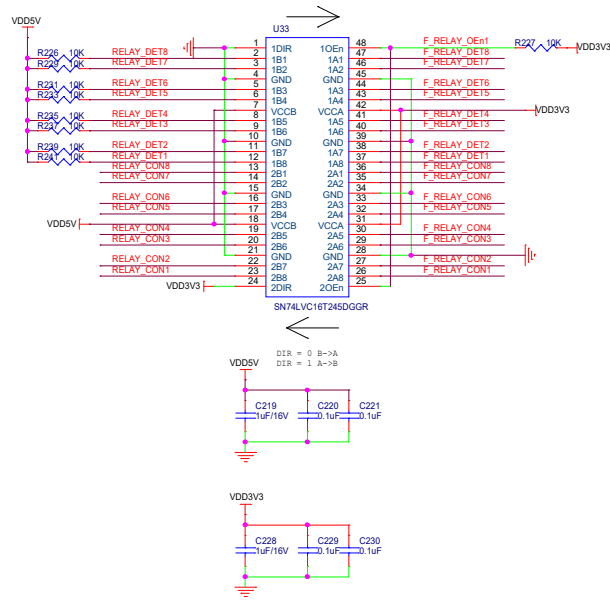 VDD5V
U33
R226 10K RELAY_DET8 1 1DIR 1OEn 48 F_RELAY_OEn1 R227 10K VDD3V3
R229 10K RELAY_DET7 2 1B1 1A1 47 F_RELAY_DET8
3 1B2 1A2 46 F_RELAY_DET7
4 GND GND 45
R231 10K RELAY_DET6 5 1B3 1A3 44 F_RELAY_DET6
R233 10K RELAY_DET5 6 1B4 1A4 43 F_RELAY_DET5
7 VCCB VCCA 42 VDD3V3
R235 10K RELAY_DET4 8 1B5 1A5 41 F_RELAY_DET4
R237 10K RELAY_DET3 9 1B6 1A6 40 F_RELAY_DET3
10 GND GND 39
R239 10K RELAY_DET2 11 1B7 1A7 38 F_RELAY_DET2
R241 10K RELAY_DET1 12 1B8 1A8 37 F_RELAY_DET1
RELAY_CON8 13 2B1 2A1 36 F_RELAY_CON8
RELAY_CON7 14 2B2 2A2 35 F_RELAY_CON7
15 GND GND 34
RELAY_CON6 16 2B3 2A3 33 F_RELAY_CON6
RELAY_CON5 17 2B4 2A4 32 F_RELAY_CON5
VDD5V 18 VCCB VCCA 31
RELAY_CON4 19 2B5 2A5 30 F_RELAY_CON4
RELAY_CON3 20 2B6 2A6 29 F_RELAY_CON3
21 GND GND 28
RELAY_CON2 22 2B7 2A7 27 F_RELAY_CON2
RELAY_CON1 23 2B8 2A8 26 F_RELAY_CON1
VDD3V3 24 2DIR 2OEn 25
SN74LVC16T245DGGR
DIR = 0 B->A
DIR = 1 A->B
VDD5V
C219 C220 C221
1uF/16V 0.1uF 0.1uF
VDD3V3
C228 C229 C230
1uF/16V 0.1uF 0.1uF